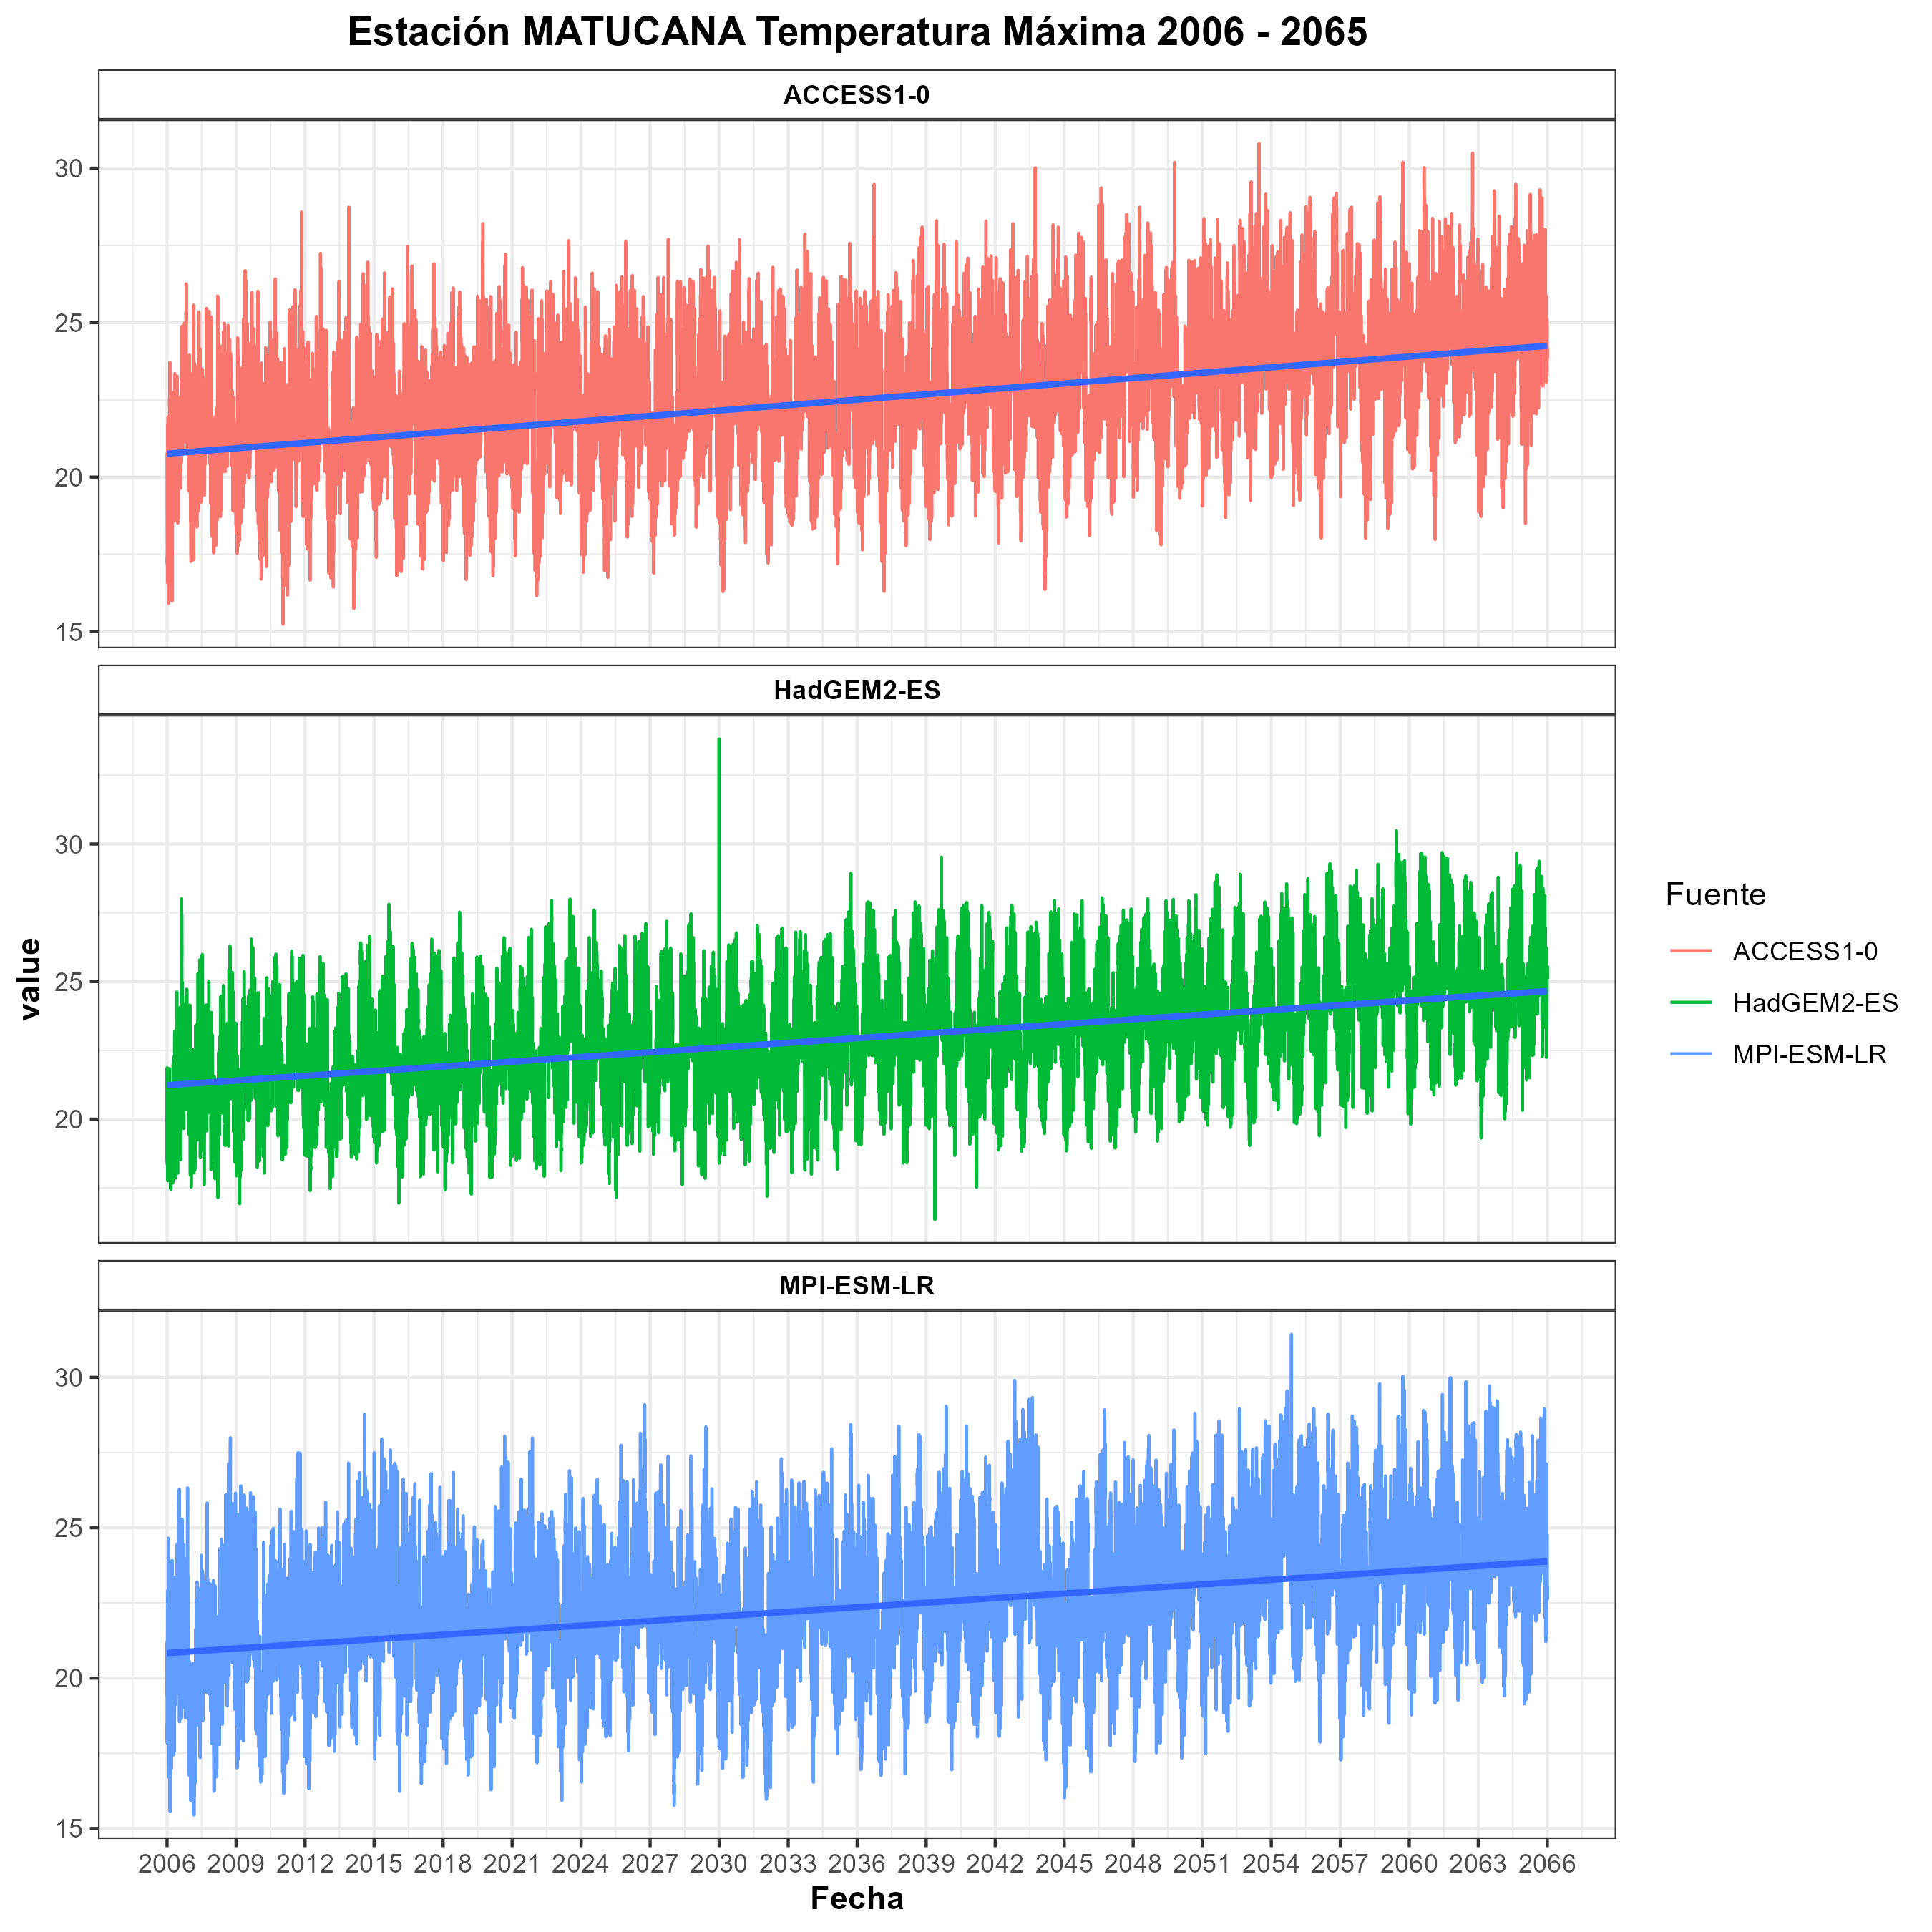 Estación MATUCANA Temperatura Máxima 2006 - 2065
ACCESS1-0
30
25
20
15
HadGEM2-ES
30
25
20
MPI-ESM-LR
30
25
20
15
2006 2009 2012 2015 2018 2021 2024 2027 2030 2033 2036 2039 2042 2045 2048 2051 2054 2057 2060 2063 2066
Fecha
value
Fuente
ACCESS1-0
HadGEM2-ES
MPI-ESM-LR